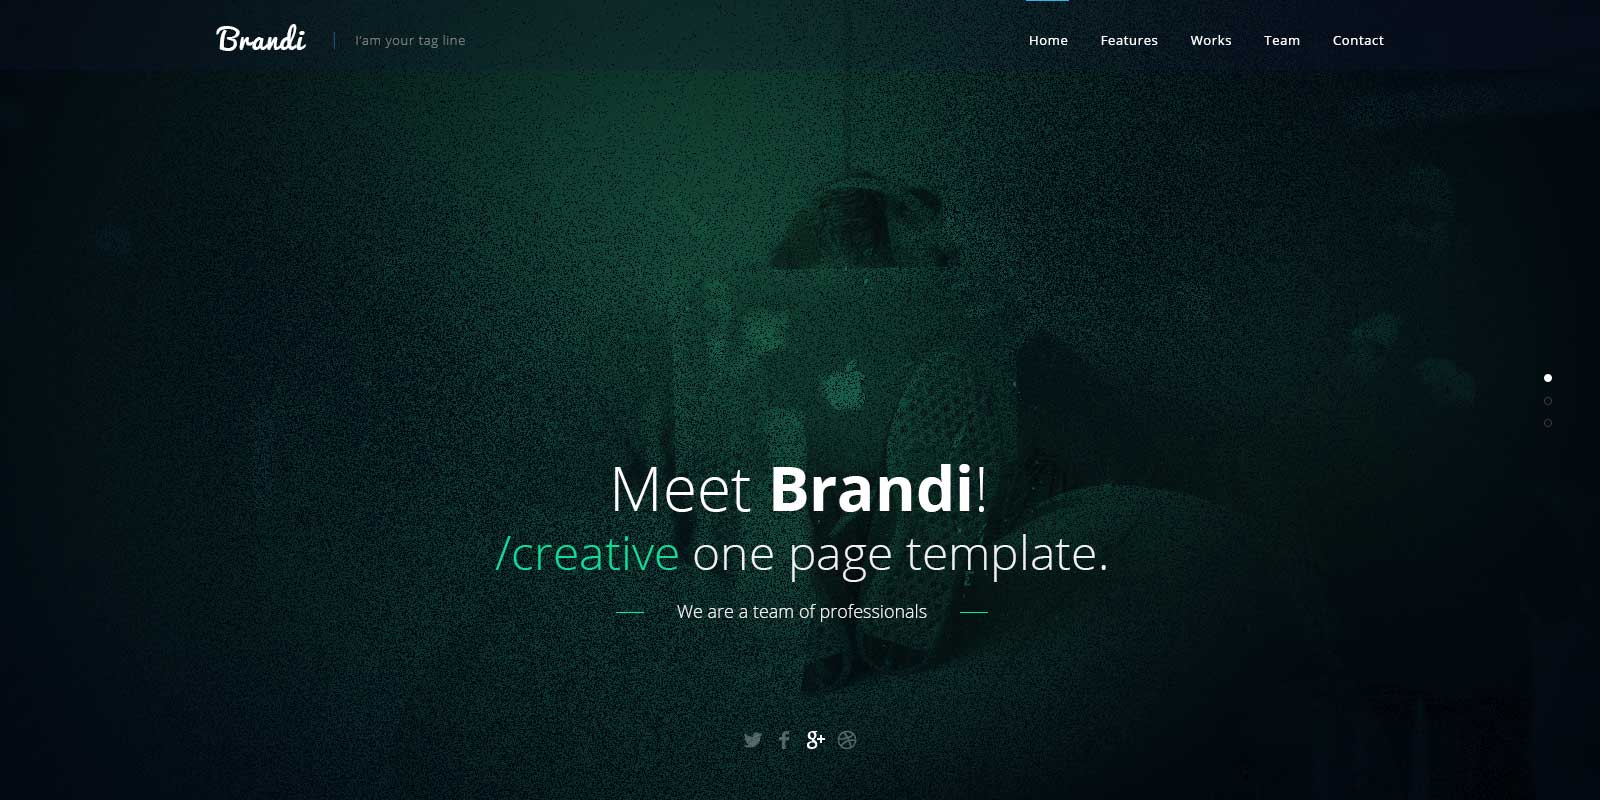 Brandi
I'am your tag line
Home Features Works Team Contact
Meet Brandi!
/creative one page template.
We are a team of professionals
g+